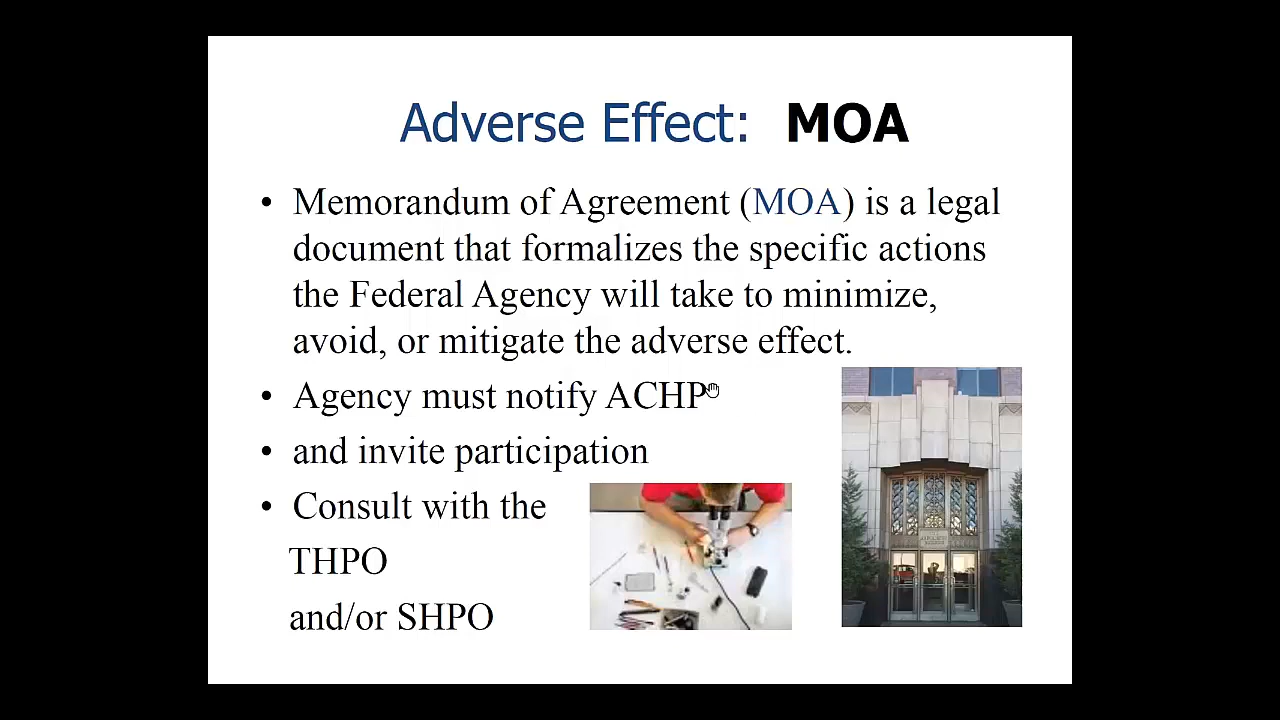 Adverse Effect: MOA
• Memorandum of Agreement (MOA) is a legal
document that formalizes the specific actions
the Federal Agency will take to minimize,
avoid, or mitigate the adverse effect.
• Agency must notify ACHP
• and invite participation
• Consult with the
THPO
and/or SHPO